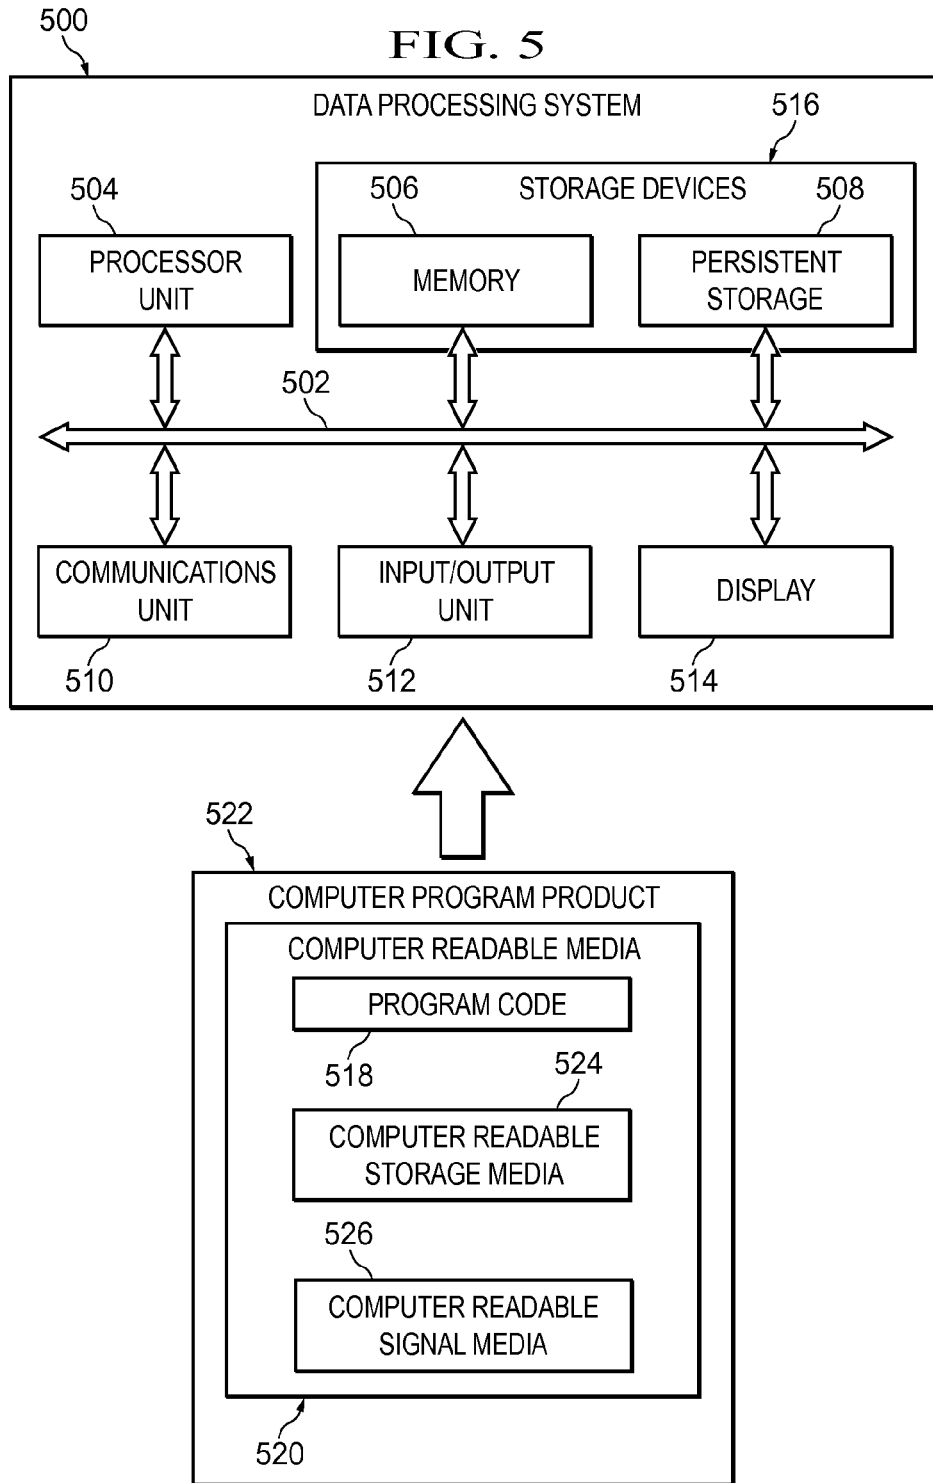 FIG. 5
500
DATA PROCESSING SYSTEM
516
STORAGE DEVICES
504
506
508
PROCESSOR
UNIT
MEMORY
PERSISTENT
STORAGE
502
COMMUNICATIONS
UNIT
INPUT/OUTPUT
UNIT
DISPLAY
510
512
514
522
COMPUTER PROGRAM PRODUCT
COMPUTER READABLE MEDIA
PROGRAM CODE
518
524
COMPUTER READABLE
STORAGE MEDIA
526
COMPUTER READABLE
SIGNAL MEDIA
520